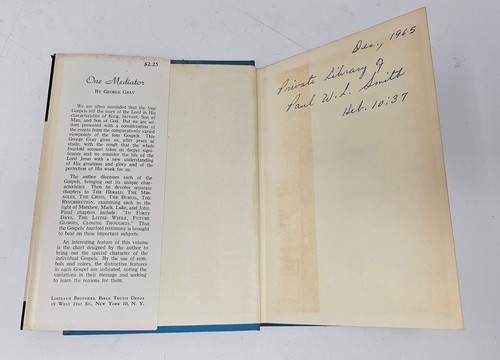 $2.25
One Mediator
BY GEORGE GRAY
We are often reminded that the four
Gospels tell the story of the Lord in His
characteristics of King, Servant, Son of
Man, and Son of God. But we are sel-
dom presented with a consideration of
the events from the comparatively varied
viewpoints of the four Gospels. This
George Gray gives us, after years of
study, with the result that the whole
fourfold account takes on deeper signi-
ficance and we consider the life of the
Lord Jesus with a new understanding
of His greatness and glory and of the
perfection of His work for us.
The author discusses each of the
Gospels, bringing out its unique char-
acteristics. Then he devotes separate
chapters to THE HERALD, THE MIR-
ACLES, THE CROSS, THE BURIAL, THE
RESURRECTION, examining each in the
light of Matthew, Mark, Luke, and John.
Final chapters include: "IN FORTY
DAYS, THE LITTLE WHILE, FUTURE
GLORIES, CLOSING THOUGHTS." Thus
the Gospels' fourfold testimony is brought
to bear on these important subjects.
An interesting feature of this volume
is the chart designed by the author to
bring out the special character of the
individual Gospels. By the use of sym-
bols and colors, the distinctive features
in each Gospel are indicated, uniting the
variations in their message and seeking
to learn the reasons for them.
LOIZEAUX BROTHERS, BIBLE TRUTH DEPOT
19 WEST 21ST ST., NEW YORK 10, N. Y.
Dec., 1965
Private Library of
Paul W. L. Smith
Heb. 10:37